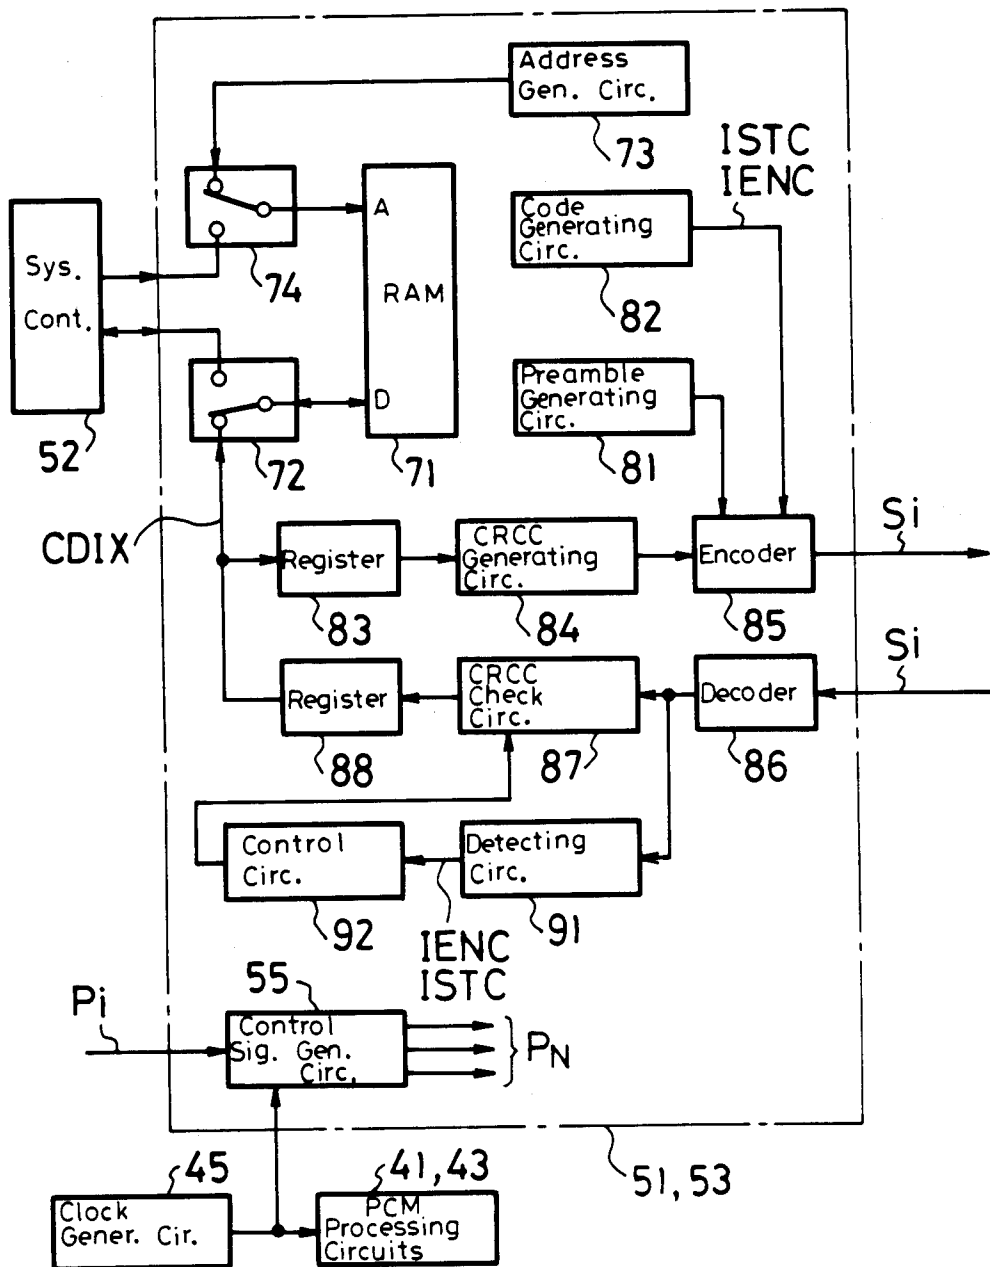 Address
Gen. Circ.
73
ISTC
IENC
Sys.
Cont.
52
74
A
RAM
D
71
72
Code
Generating
Circ.
82
Preamble
Generating
Circ.
81
CDIX
Register
83
CRCC
Generating
Circ.
84
Encoder
85
Si
Register
88
CRCC
Check
Circ.
87
Decoder
86
Si
Control
Circ.
92
Detecting
Circ.
91
IENC
ISTC
55
Pi
Control
Sig. Gen.
Circ.
PN
51, 53
45
Clock
Gener. Cir.
41, 43
PCM
Processing
Circuits